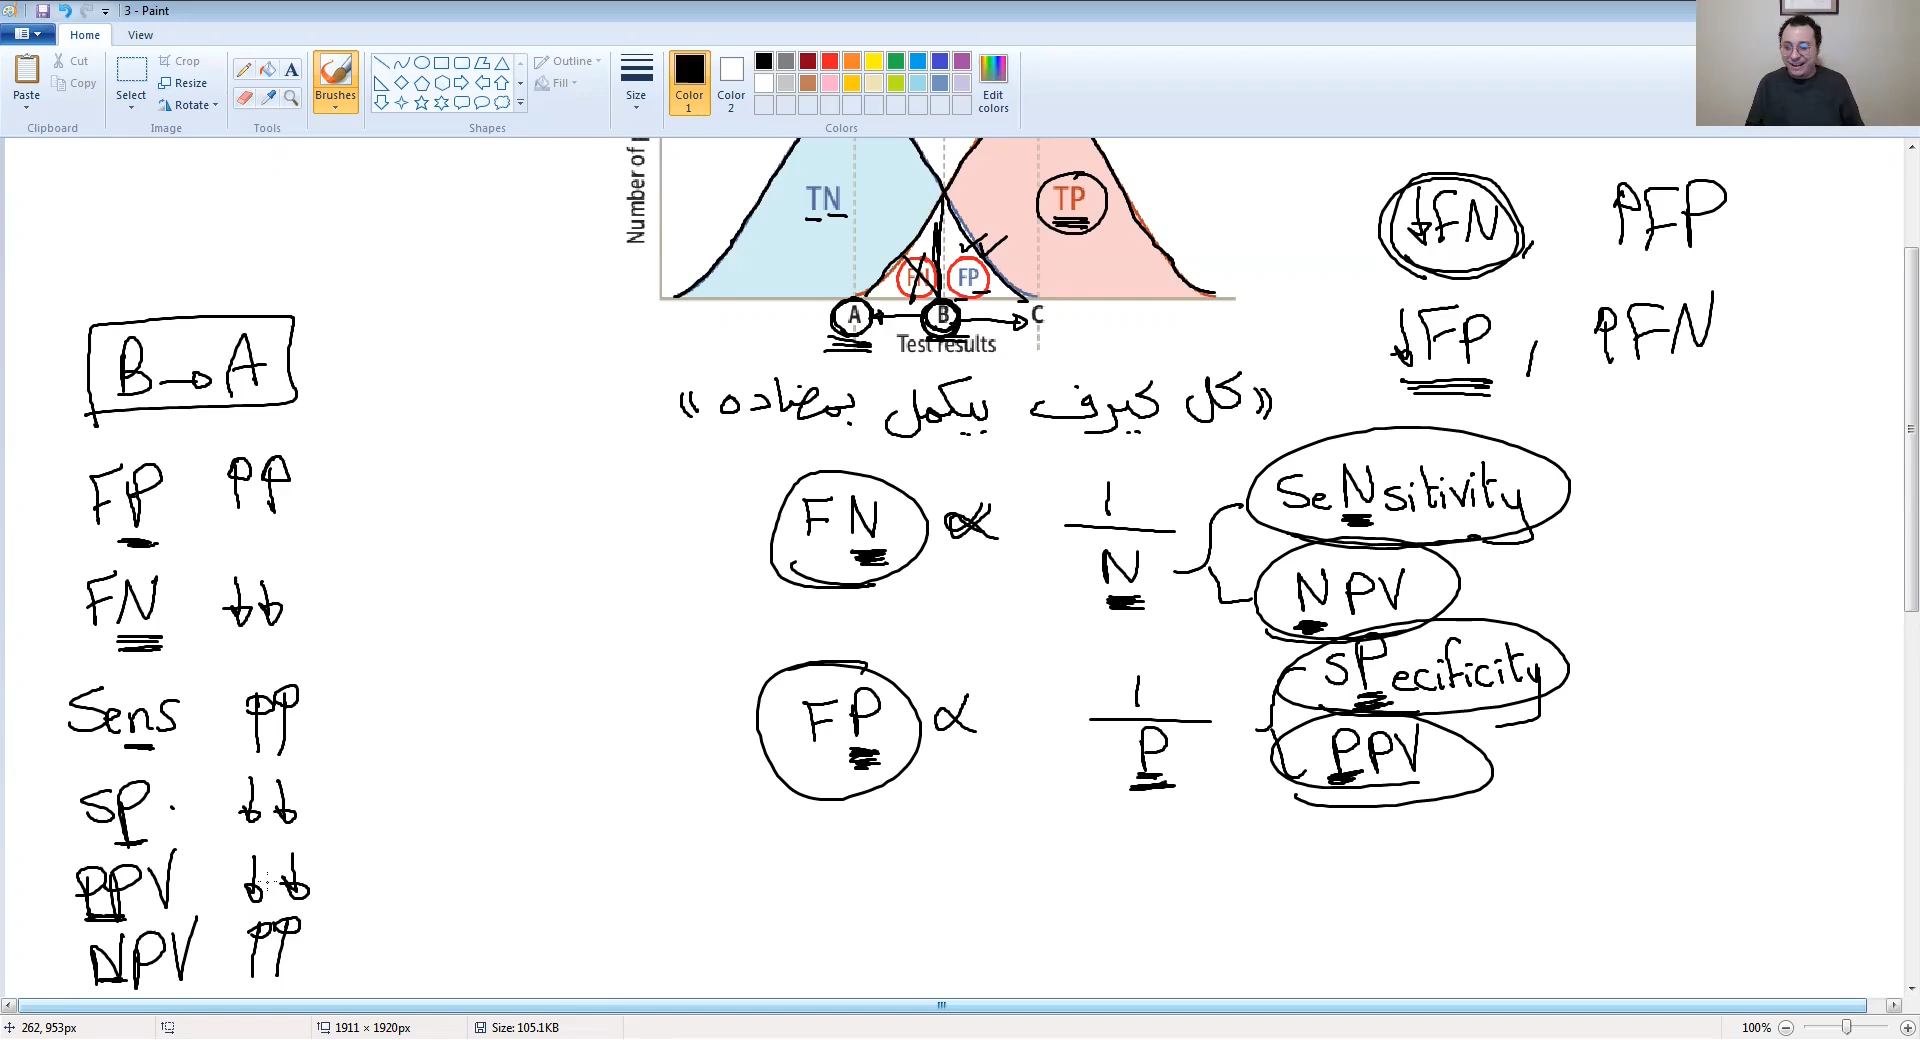 3 - Paint
Home View
Paste Cut Copy Select Crop Resize Rotate Brushes Outline Fill Size Color 1 Color 2 Edit colors
Clipboard Image Tools Shapes Colors
Number of
TN TP
FN FP
A B C
Test results
↓FN, ↑FP
↓FP, ↑FN
B → A
« كل كيرف بيكمل بمضاده »
FP ↑↑
FN ↓↓
Sens ↑↑
SP. ↓↓
PPV ↓↓
NPV ↑↑
FN ∝ 1/N SeNsitivity
NPV
FP ∝ 1/P SPecificity
PPV
262, 953px 1911 × 1920px Size: 105.1KB 100%